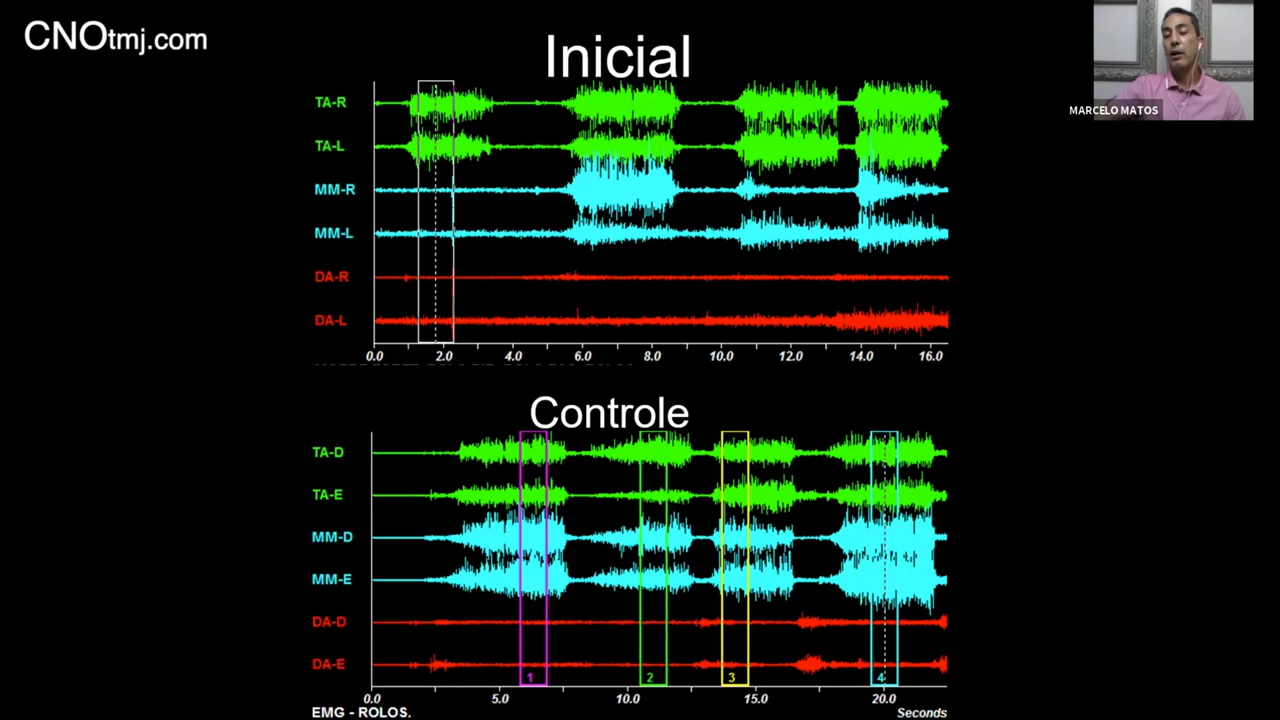 CNOtmj.com
Inicial
MARCELO MATOS
TA-R
TA-L
MM-R
MM-L
DA-R
DA-L
0.0 2.0 4.0 6.0 8.0 10.0 12.0 14.0 16.0
Controle
TA-D
TA-E
MM-D
MM-E
DA-D
DA-E
1 2 3 4
0.0 5.0 10.0 15.0 20.0
EMG - ROLOS. Seconds